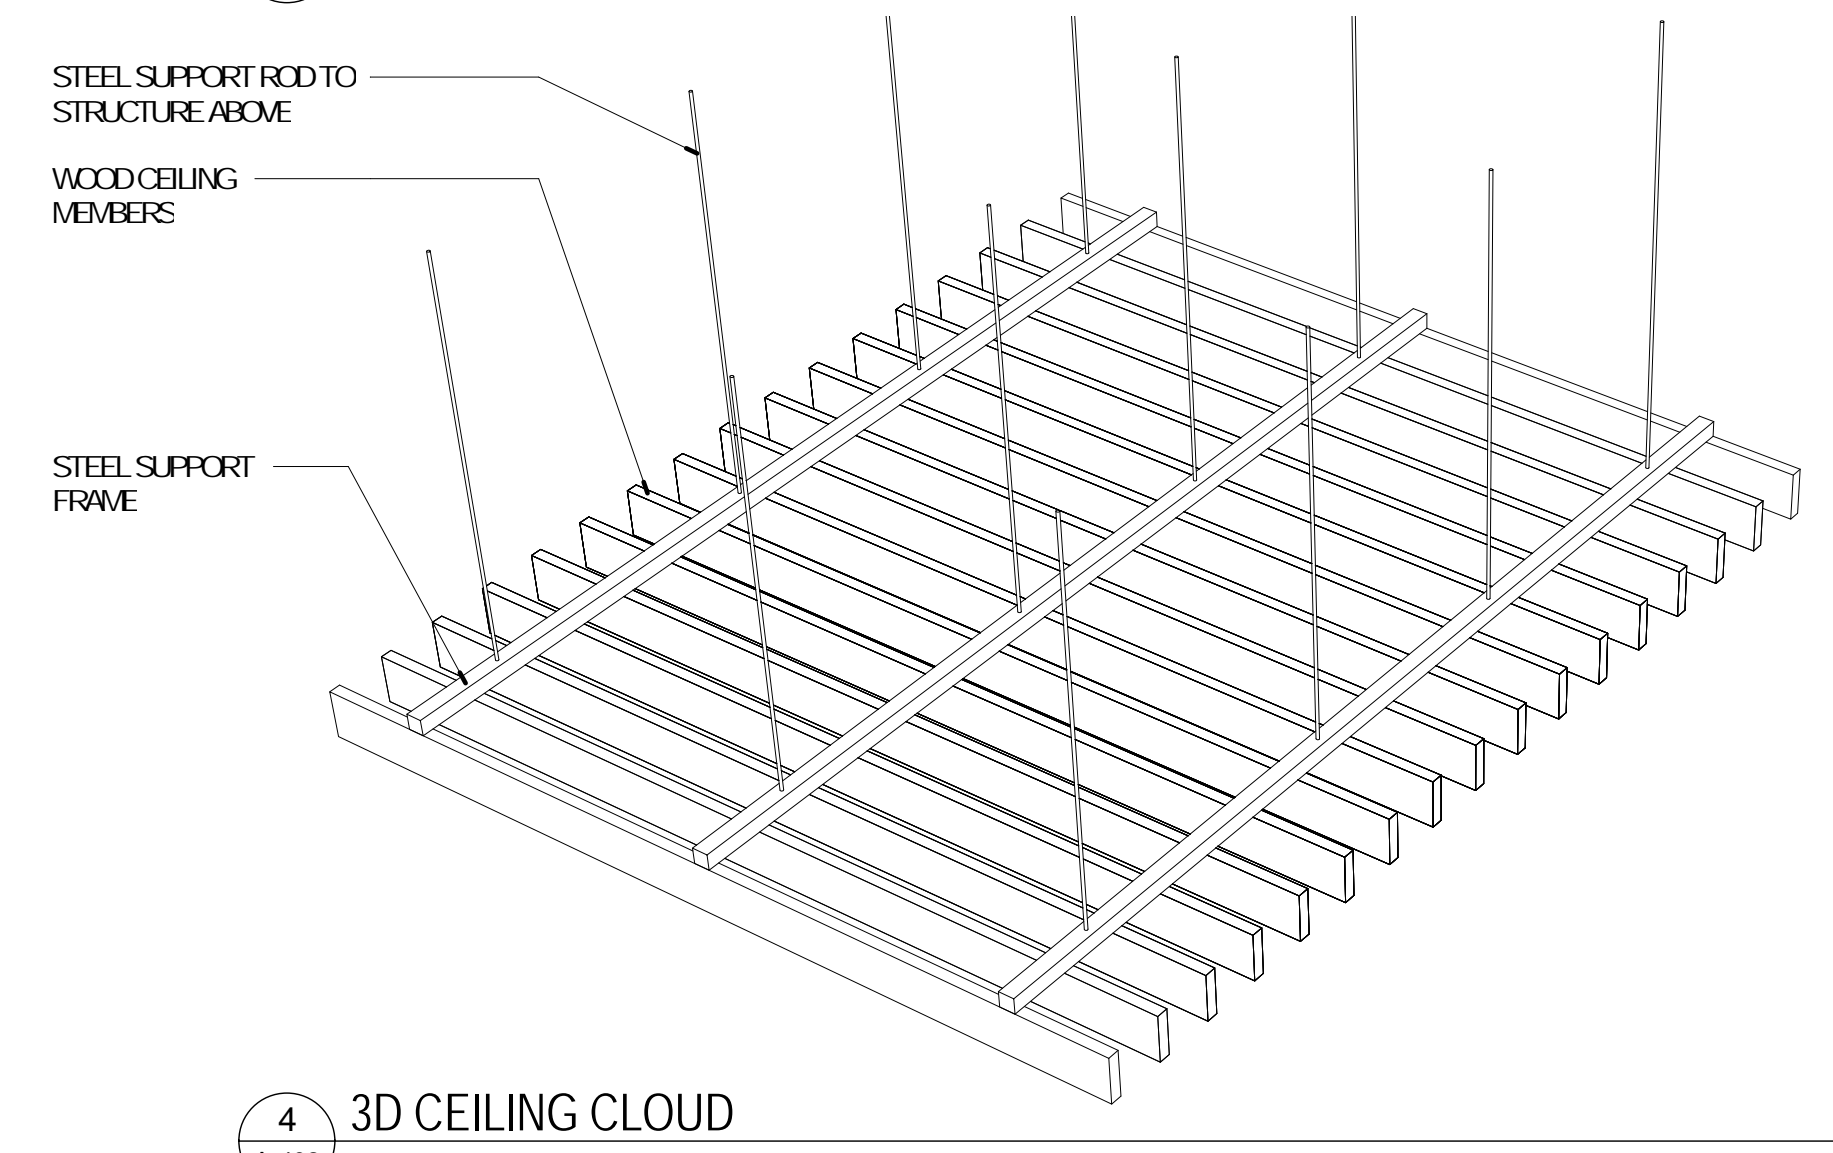 STEEL SUPPORT ROD TO
STRUCTURE ABOVE
WOOD CEILING
MEMBERS
STEEL SUPPORT
FRAME
4
3D CEILING CLOUD